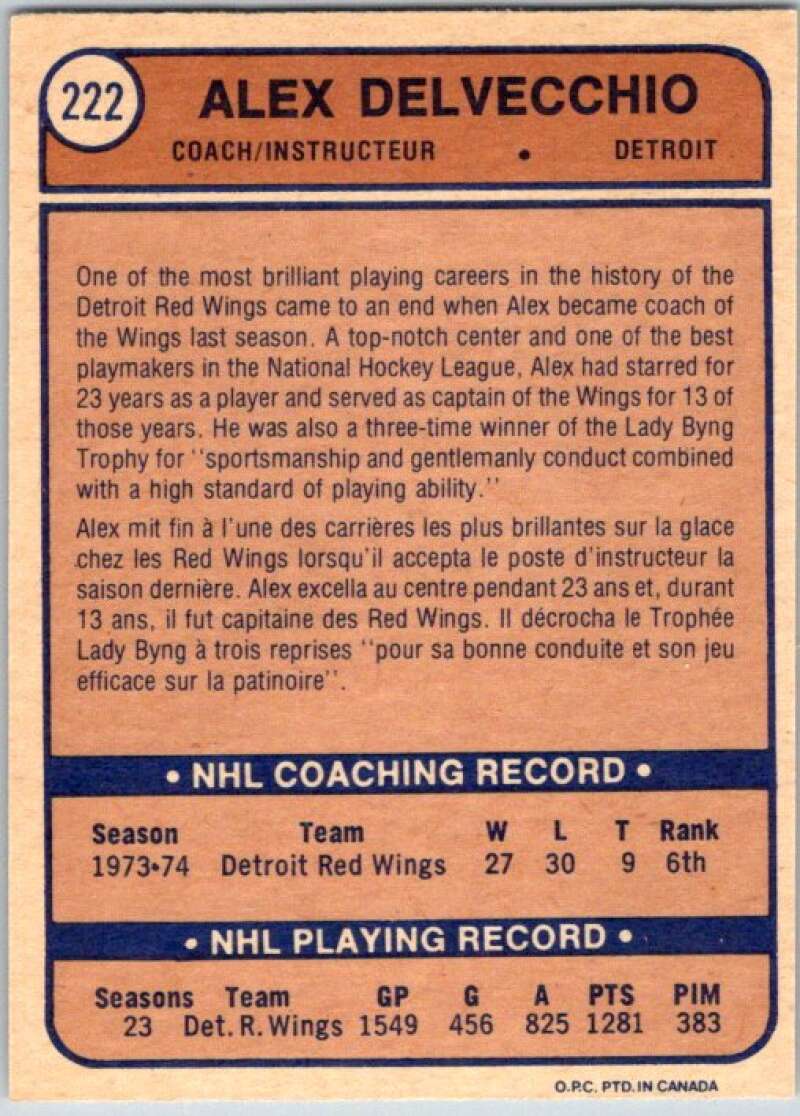 222
ALEX DELVECCHIO
COACH/INSTRUCTEUR • DETROIT
One of the most brilliant playing careers in the history of the
Detroit Red Wings came to an end when Alex became coach of
the Wings last season. A top-notch center and one of the best
playmakers in the National Hockey League, Alex had starred for
23 years as a player and served as captain of the Wings for 13 of
those years. He was also a three-time winner of the Lady Byng
Trophy for "sportsmanship and gentlemanly conduct combined
with a high standard of playing ability."
Alex mit fin à l'une des carrières les plus brillantes sur la glace
chez les Red Wings lorsqu'il accepta le poste d'instructeur la
saison dernière. Alex excella au centre pendant 23 ans et, durant
13 ans, il fut capitaine des Red Wings. Il décrocha le Trophée
Lady Byng à trois reprises "pour sa bonne conduite et son jeu
efficace sur la patinoire".
• NHL COACHING RECORD •
Season Team W L T Rank
1973-74 Detroit Red Wings 27 30 9 6th
• NHL PLAYING RECORD •
Seasons Team GP G A PTS PIM
23 Det. R. Wings 1549 456 825 1281 383
O.P.C. PTD. IN CANADA